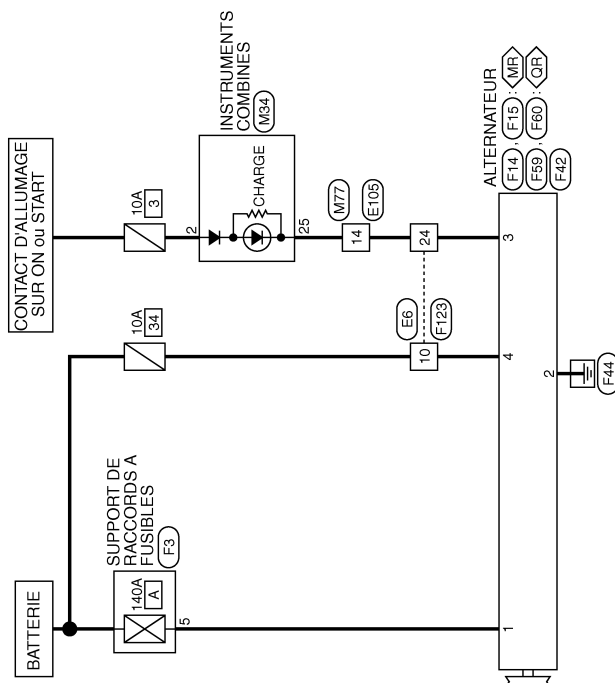 BATTERIE
CONTACT D'ALLUMAGE
SUR ON ou START
SUPPORT DE
RACCORDS A
FUSIBLES
F3
140A
A
5
10A
34
10A
3
2
INSTRUMENTS
COMBINES
M34
CHARGE
25
M77
14
E105
E6
10
F123
24
ALTERNATEUR
F14 , F15 : MR
F59 , F60 : QR
F42
1
4
3
2
F44